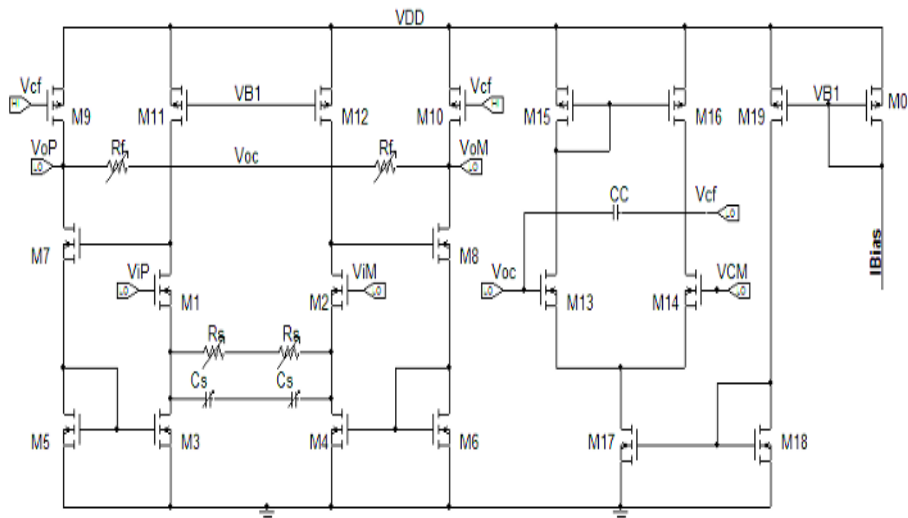 VDD
Vcf
Vcf
M9
M11
VB1
M12
M10
M15
M16
M19
VB1
M0
VoP
Rf
Voc
Rf
VoM
CC
Vcf
M7
M8
IBias
ViP
ViM
Voc
VCM
M1
M2
M13
M14
Rs
Rs
Cs
Cs
M5
M3
M4
M6
M17
M18